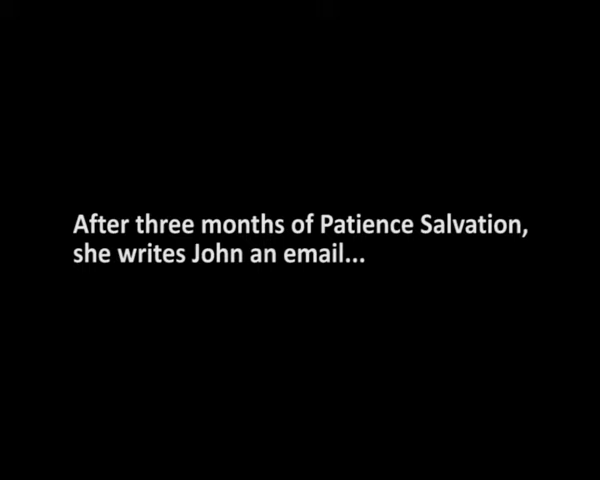 After three months of Patience Salvation,
she writes John an email...